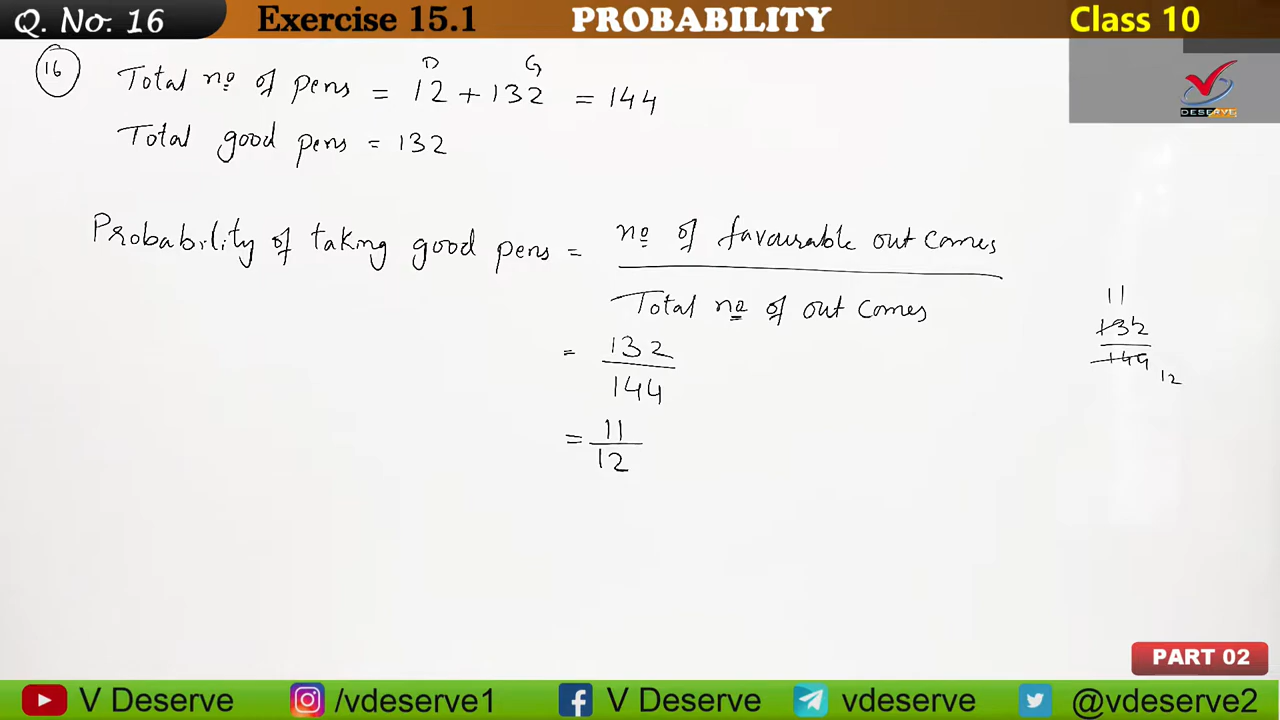 Q. No. 16 Exercise 15.1 PROBABILITY Class 10
DESERVE
D G
16 Total no of pens = 12 + 132 = 144
Total good pens = 132
Probability of taking good pens = no of favourable out comes
Total no of out comes
= 132
144
= 11
12
11
132
144
12
PART 02
V Deserve /vdeserve1 V Deserve vdeserve @vdeserve2